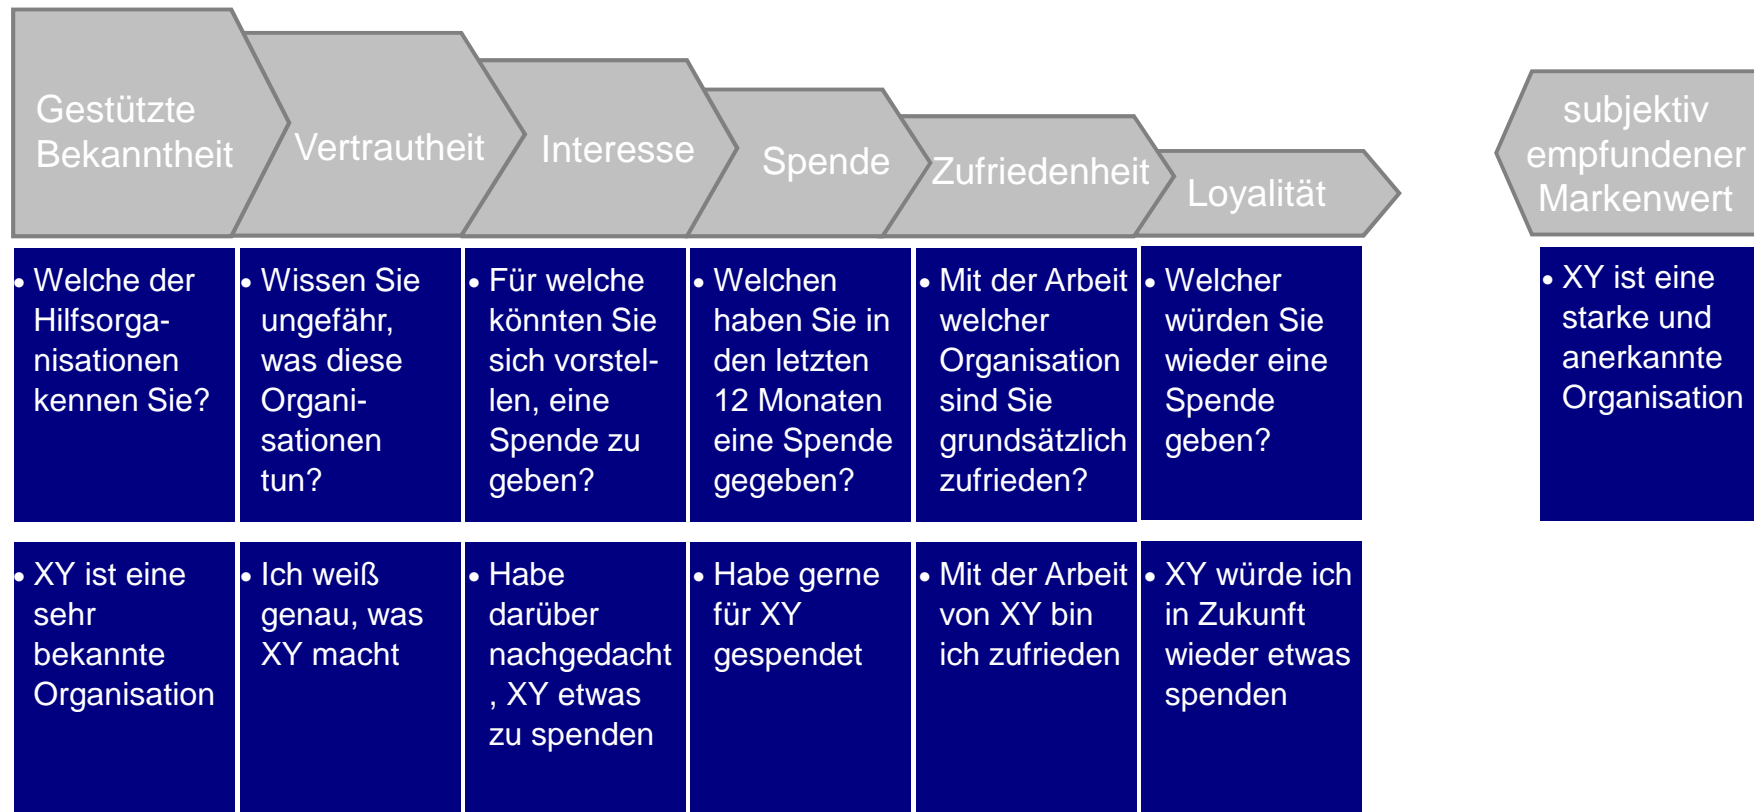 Gestützte
Bekanntheit
Vertrautheit
Interesse
Spende
Zufriedenheit
Loyalität
subjektiv
empfundener
Markenwert
• Welche der
Hilfsorga-
nisationen
kennen Sie?
• Wissen Sie
ungefähr,
was diese
Organi-
sationen
tun?
• Für welche
könnten Sie
sich vorstel-
len, eine
Spende zu
geben?
• Welchen
haben Sie in
den letzten
12 Monaten
eine Spende
gegeben?
• Mit der Arbeit
welcher
Organisation
sind Sie
grundsätzlich
zufrieden?
• Welcher
würden Sie
wieder eine
Spende
geben?
• XY ist eine
starke und
anerkannte
Organisation
• XY ist eine
sehr
bekannte
Organisation
• Ich weiß
genau, was
XY macht
• Habe
darüber
nachgedacht
, XY etwas
zu spenden
• Habe gerne
für XY
gespendet
• Mit der Arbeit
von XY bin
ich zufrieden
• XY würde ich
in Zukunft
wieder etwas
spenden